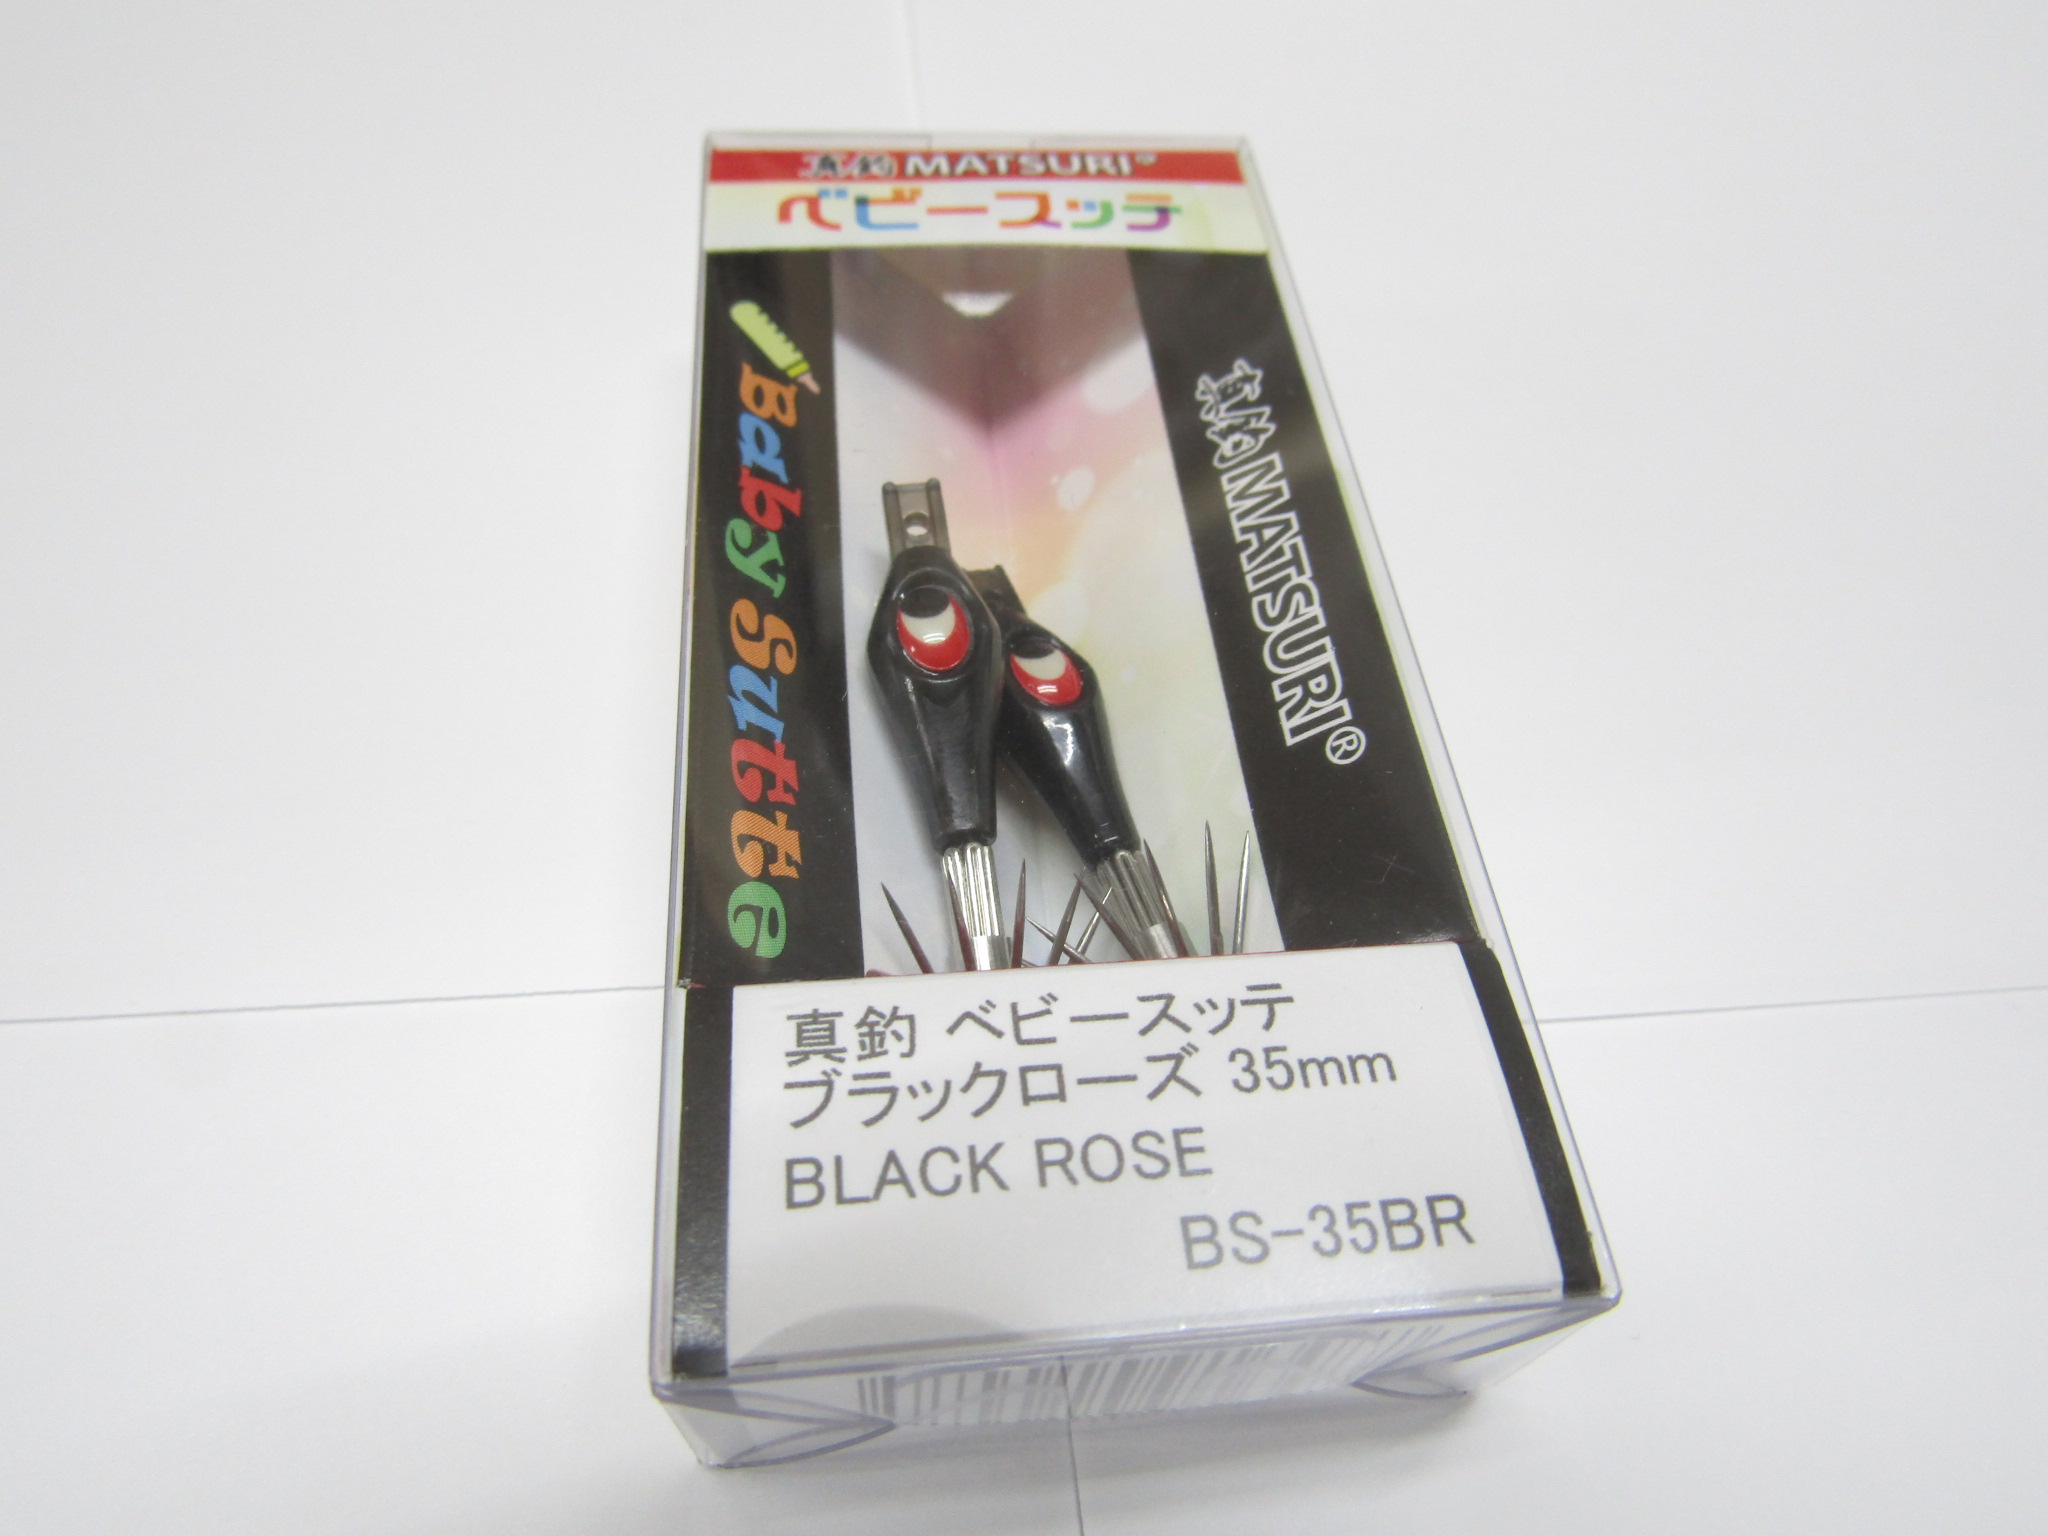 真釣 MATSURI®
ベビースッテ
Baby Sutte
真釣 MATSURI®
真釣 ベビースッテ
ブラックローズ 35mm
BLACK ROSE
BS-35BR